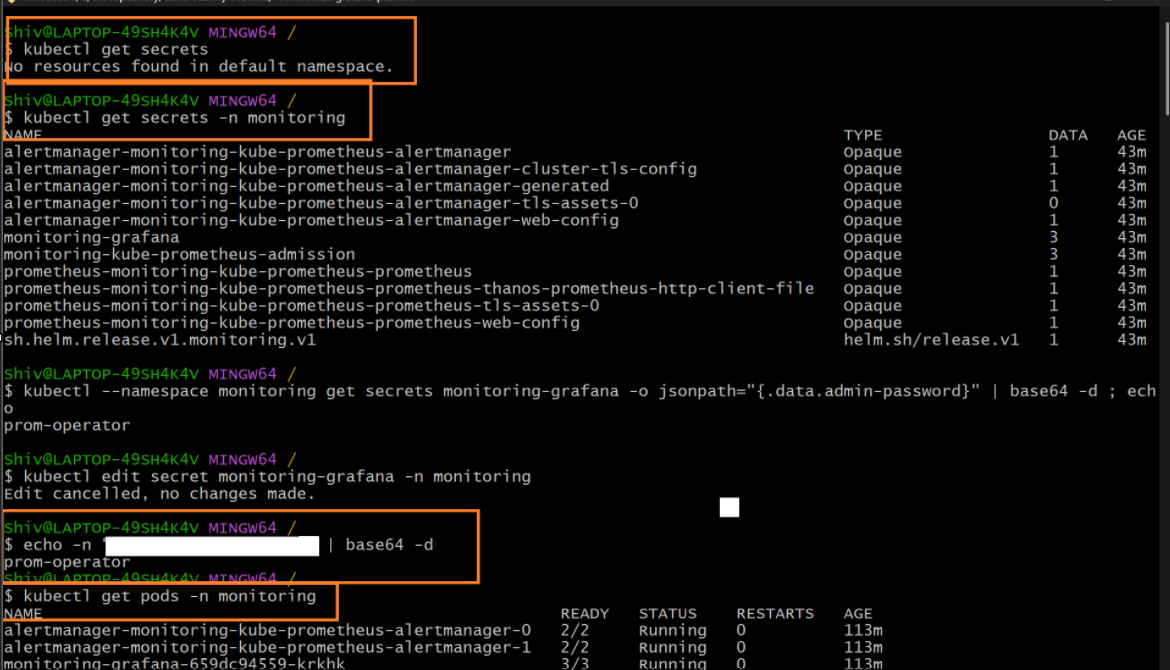 Shiv@LAPTOP-49SH4K4V MINGW64 /
$ kubectl get secrets
No resources found in default namespace.
Shiv@LAPTOP-49SH4K4V MINGW64 /
$ kubectl get secrets -n monitoring
NAME TYPE DATA AGE
alertmanager-monitoring-kube-prometheus-alertmanager Opaque 1 43m
alertmanager-monitoring-kube-prometheus-alertmanager-cluster-tls-config Opaque 1 43m
alertmanager-monitoring-kube-prometheus-alertmanager-generated Opaque 1 43m
alertmanager-monitoring-kube-prometheus-alertmanager-tls-assets-0 Opaque 0 43m
alertmanager-monitoring-kube-prometheus-alertmanager-web-config Opaque 1 43m
monitoring-grafana Opaque 3 43m
monitoring-kube-prometheus-admission Opaque 3 43m
prometheus-monitoring-kube-prometheus-prometheus Opaque 1 43m
prometheus-monitoring-kube-prometheus-prometheus-thanos-prometheus-http-client-file Opaque 1 43m
prometheus-monitoring-kube-prometheus-prometheus-tls-assets-0 Opaque 1 43m
prometheus-monitoring-kube-prometheus-prometheus-web-config Opaque 1 43m
sh.helm.release.v1.monitoring.v1 helm.sh/release.v1 1 43m
Shiv@LAPTOP-49SH4K4V MINGW64 /
$ kubectl --namespace monitoring get secrets monitoring-grafana -o jsonpath="{.data.admin-password}" | base64 -d ; ech
o
prom-operator
Shiv@LAPTOP-49SH4K4V MINGW64 /
$ kubectl edit secret monitoring-grafana -n monitoring
Edit cancelled, no changes made.
Shiv@LAPTOP-49SH4K4V MINGW64 /
$ echo -n ' | base64 -d
prom-operator
Shiv@LAPTOP-49SH4K4V MINGW64 /
$ kubectl get pods -n monitoring
NAME READY STATUS RESTARTS AGE
alertmanager-monitoring-kube-prometheus-alertmanager-0 2/2 Running 0 113m
alertmanager-monitoring-kube-prometheus-alertmanager-1 2/2 Running 0 113m
monitoring-grafana-659dc94559-krkhk 3/3 Running 0 113m